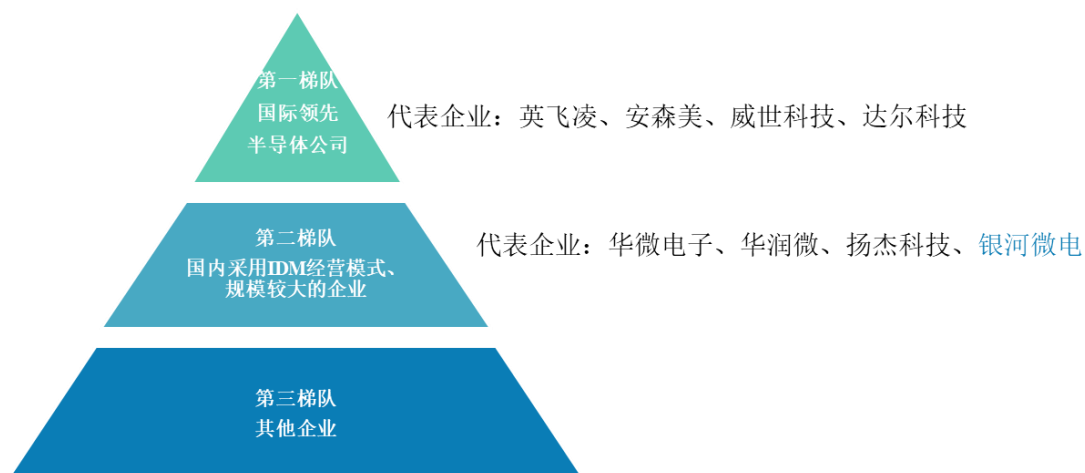 第一梯队
国际领先
半导体公司
代表企业：英飞凌、安森美、威世科技、达尔科技
第二梯队
国内采用IDM经营模式、
规模较大的企业
代表企业：华微电子、华润微、扬杰科技、银河微电
第三梯队
其他企业